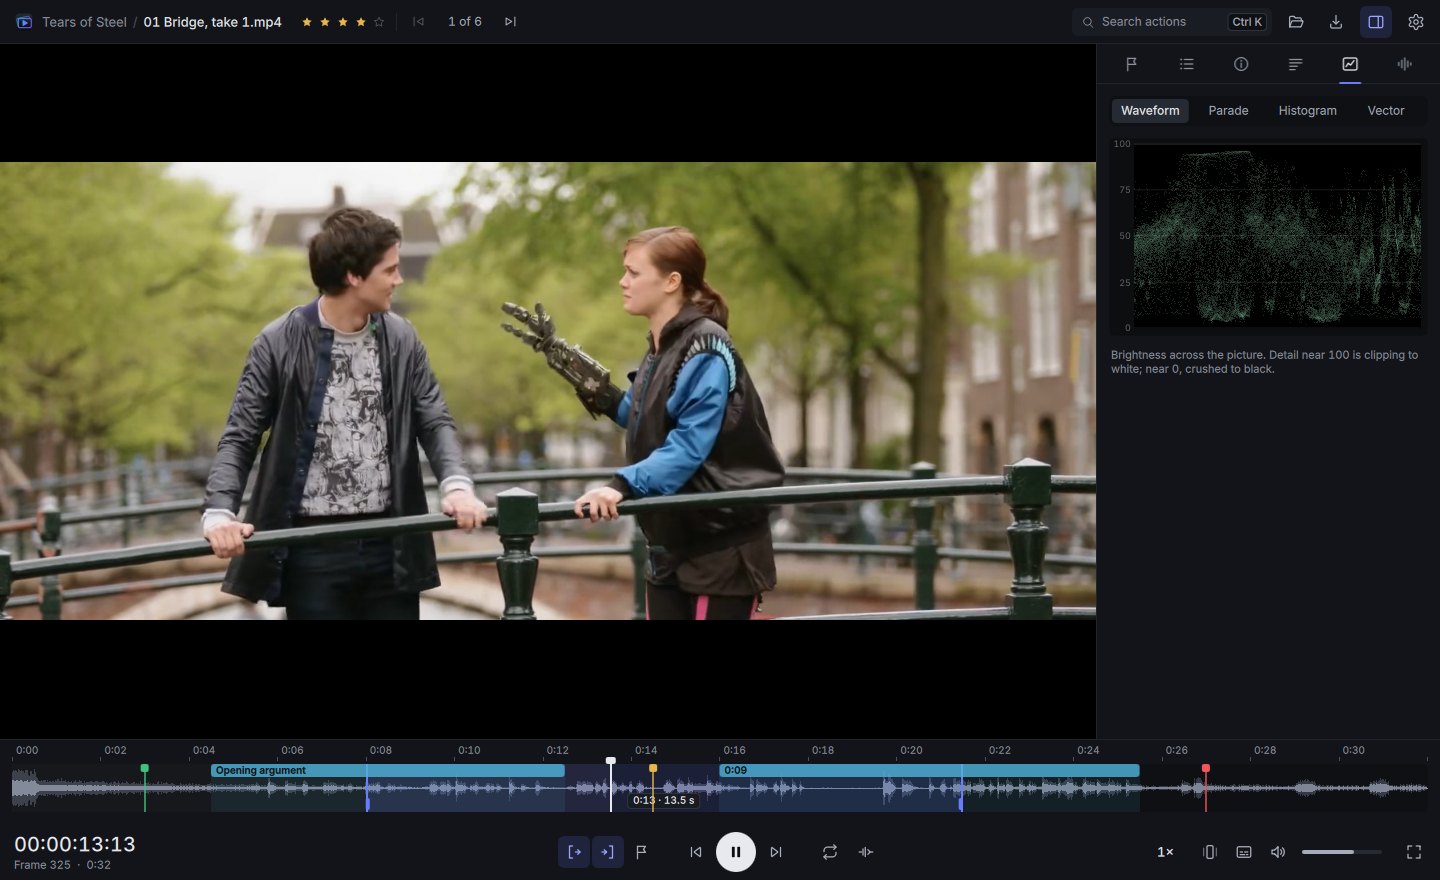 Tears of Steel / 01 Bridge, take 1.mp4
1 of 6
Search actions
Ctrl K
Waveform
Parade
Histogram
Vector
100
75
50
25
0
Brightness across the picture. Detail near 100 is clipping to
white; near 0, crushed to black.
0:00 0:02 0:04 0:06 0:08 0:10 0:12 0:14 0:16 0:18 0:20 0:22 0:24 0:26 0:28 0:30
Opening argument
0:09
0:13 · 13.5 s
00:00:13:13
Frame 325 · 0:32
1×